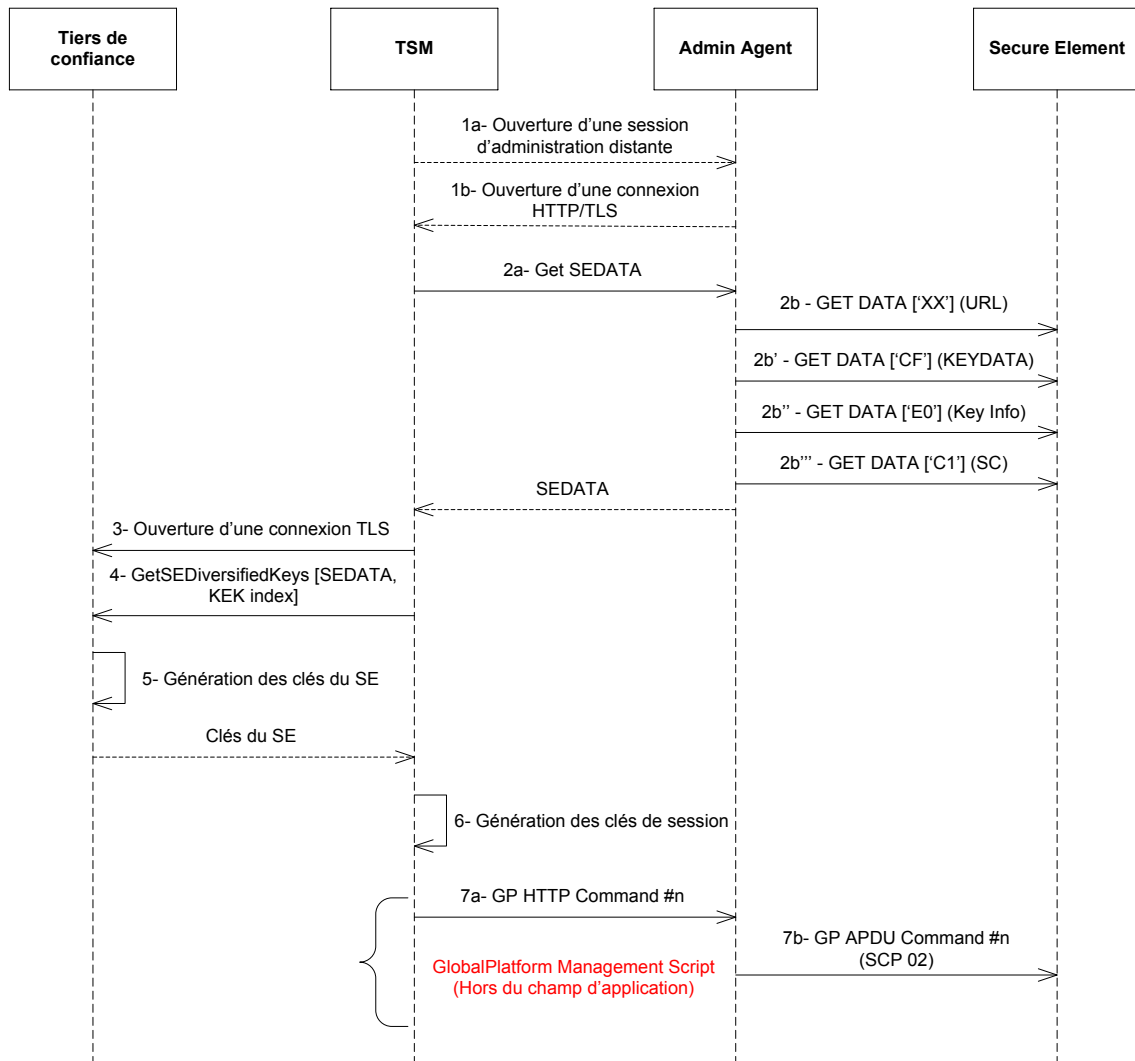 Tiers de
confiance
TSM
Admin Agent
Secure Element
1a- Ouverture d’une session
d’administration distante
1b- Ouverture d’une connexion
HTTP/TLS
2a- Get SEDATA
2b - GET DATA [‘XX’] (URL)
2b' - GET DATA [‘CF’] (KEYDATA)
2b'' - GET DATA [‘E0’] (Key Info)
2b''' - GET DATA [‘C1’] (SC)
SEDATA
3- Ouverture d’une connexion TLS
4- GetSEDiversifiedKeys [SEDATA,
KEK index]
5- Génération des clés du SE
Clés du SE
6- Génération des clés de session
7a- GP HTTP Command #n
7b- GP APDU Command #n
(SCP 02)
GlobalPlatform Management Script
(Hors du champ d’application)